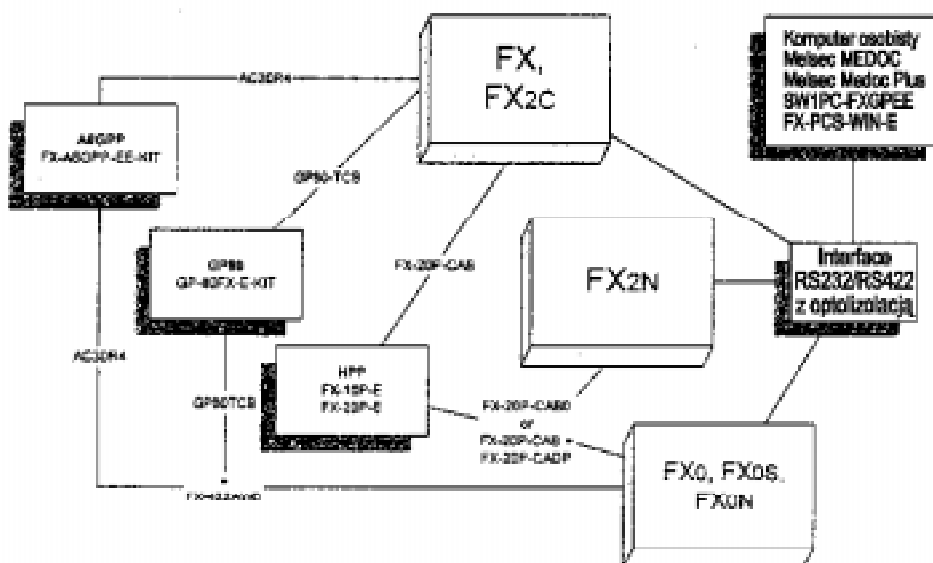 FX,
FX2C
Komputer osobisty
Melsec MEDOC
Melsec Medoc Plus
SW1PC-FXGPEE
FX-PCS-WIN-E
AC30R4
A6GPP
FX-A6GPP-EE-KIT
GP80-TCB
GP80
GP-80FX-E-KIT
FX-20P-CAB
FX2N
Interface
RS232/RS422
z optoizolacją
AC30R4
GP80TCB
HPP
FX-10P-E
FX-20P-E
FX-20P-CAB0
or
FX-20P-CAB +
FX-20P-CADP
FX0, FX0S,
FX0N